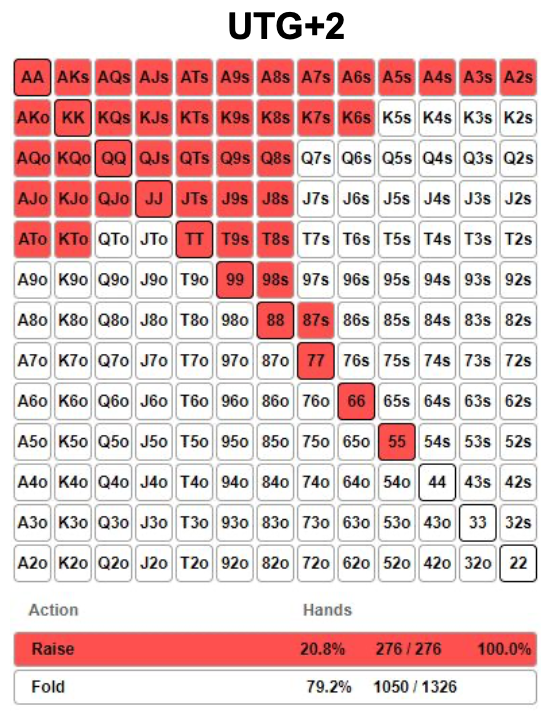 UTG+2
AA AKs AQs AJs ATs A9s A8s A7s A6s A5s A4s A3s A2s
AKo KK KQs KJs KTs K9s K8s K7s K6s K5s K4s K3s K2s
AQo KQo QQ QJs QTs Q9s Q8s Q7s Q6s Q5s Q4s Q3s Q2s
AJo KJo QJo JJ JTs J9s J8s J7s J6s J5s J4s J3s J2s
ATo KTo QTo JTo TT T9s T8s T7s T6s T5s T4s T3s T2s
A9o K9o Q9o J9o T9o 99 98s 97s 96s 95s 94s 93s 92s
A8o K8o Q8o J8o T8o 98o 88 87s 86s 85s 84s 83s 82s
A7o K7o Q7o J7o T7o 97o 87o 77 76s 75s 74s 73s 72s
A6o K6o Q6o J6o T6o 96o 86o 76o 66 65s 64s 63s 62s
A5o K5o Q5o J5o T5o 95o 85o 75o 65o 55 54s 53s 52s
A4o K4o Q4o J4o T4o 94o 84o 74o 64o 54o 44 43s 42s
A3o K3o Q3o J3o T3o 93o 83o 73o 63o 53o 43o 33 32s
A2o K2o Q2o J2o T2o 92o 82o 72o 62o 52o 42o 32o 22
Action Hands
Raise 20.8% 276 / 276 100.0%
Fold 79.2% 1050 / 1326